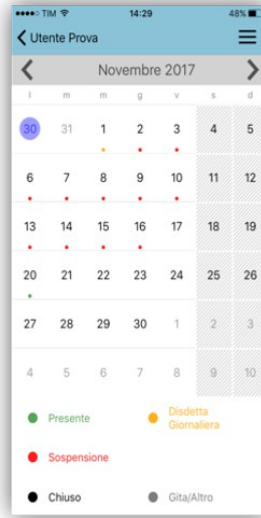 TIM 14:29 48%
Utente Prova
Novembre 2017
l m m g v s d
30 31 1 2 3 4 5
6 7 8 9 10 11 12
13 14 15 16 17 18 19
20 21 22 23 24 25 26
27 28 29 30 1 2 3
4 5 6 7 8 9 10
Presente Disdetta
Giornaliera
Sospensione
Chiuso Gita/Altro